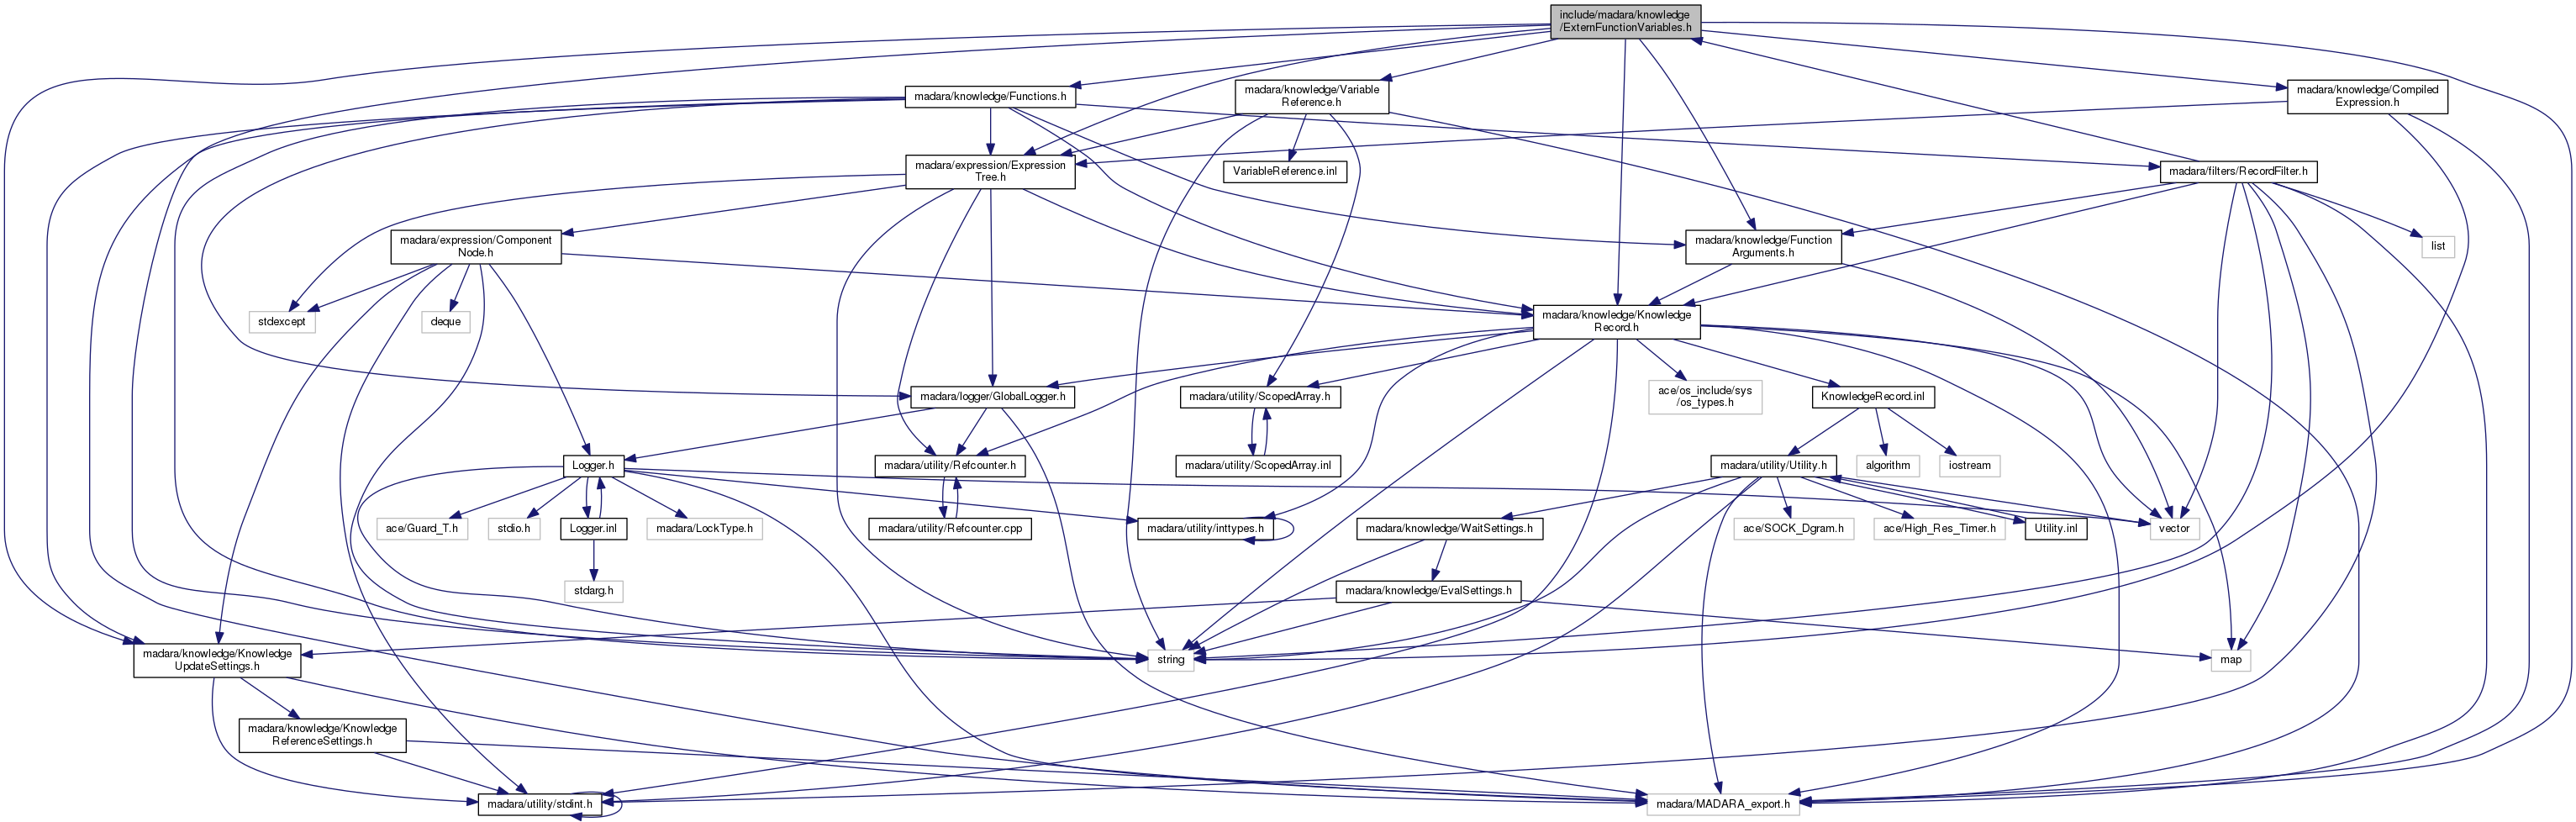 include/madara/knowledge
/ExternFunctionVariables.h
madara/knowledge/Functions.h
madara/knowledge/Variable
Reference.h
madara/knowledge/Compiled
Expression.h
madara/expression/Expression
Tree.h
VariableReference.inl
madara/filters/RecordFilter.h
madara/expression/Component
Node.h
madara/knowledge/Function
Arguments.h
list
stdexcept
deque
madara/knowledge/Knowledge
Record.h
madara/logger/GlobalLogger.h
madara/utility/ScopedArray.h
ace/os_include/sys
/os_types.h
KnowledgeRecord.inl
Logger.h
madara/utility/Refcounter.h
madara/utility/ScopedArray.inl
madara/utility/Utility.h
algorithm
iostream
ace/Guard_T.h
stdio.h
Logger.inl
madara/LockType.h
madara/utility/Refcounter.cpp
madara/utility/inttypes.h
madara/knowledge/WaitSettings.h
ace/SOCK_Dgram.h
ace/High_Res_Timer.h
Utility.inl
vector
stdarg.h
madara/knowledge/EvalSettings.h
madara/knowledge/Knowledge
UpdateSettings.h
string
map
madara/knowledge/Knowledge
ReferenceSettings.h
madara/utility/stdint.h
madara/MADARA_export.h